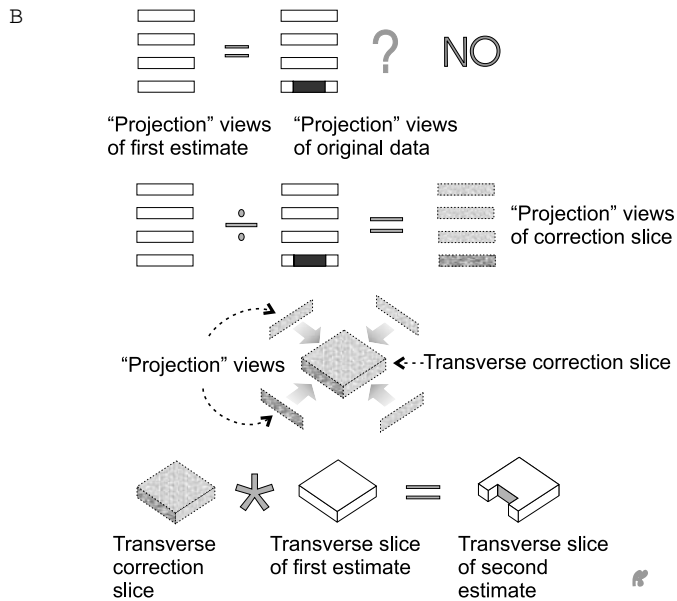 B
= ? NO
“Projection” views
of first estimate
“Projection” views
of original data
÷ =
“Projection” views
of correction slice
“Projection” views
Transverse correction slice
* =
Transverse
correction
slice
Transverse slice
of first estimate
Transverse slice
of second
estimate